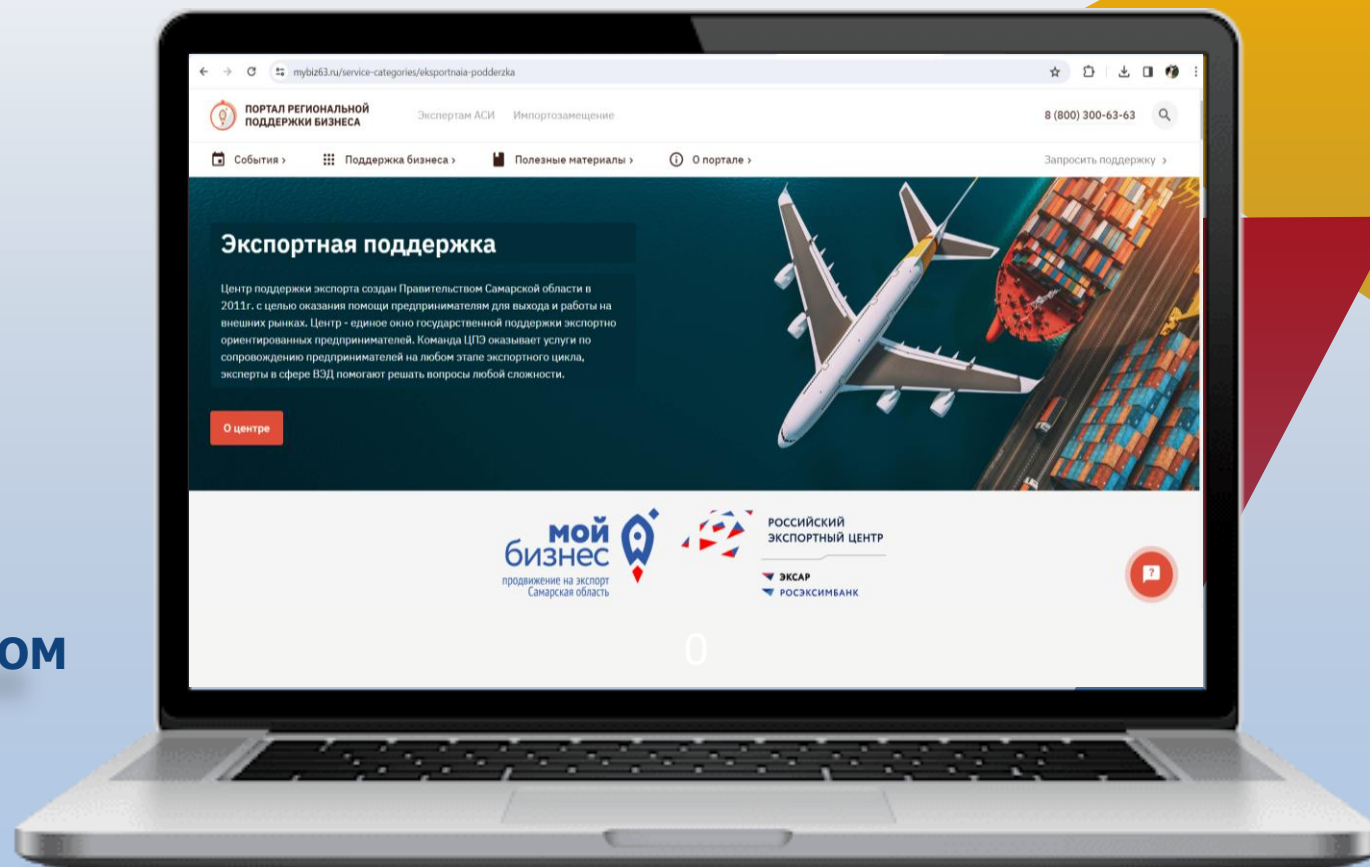 mybiz63.ru/service-categories/eksportnaia-podderzka
ПОРТАЛ РЕГИОНАЛЬНОЙ
ПОДДЕРЖКИ БИЗНЕСА
Экспертам АСИ Импортозамещение
8 (800) 300-63-63
События › Поддержка бизнеса › Полезные материалы › О портале ›
Запросить поддержку ›
Экспортная поддержка
Центр поддержки экспорта создан Правительством Самарской области в
2011г. с целью оказания помощи предпринимателям для выхода и работы на
внешних рынках. Центр - единое окно государственной поддержки экспортно
ориентированных предпринимателей. Команда ЦПЭ оказывает услуги по
сопровождению предпринимателей на любом этапе экспортного цикла,
эксперты в сфере ВЭД помогают решать вопросы любой сложности.
О центре
мой
бизнес
продвижение на экспорт
Самарская область
РОССИЙСКИЙ
ЭКСПОРТНЫЙ ЦЕНТР
ЭКСАР
РОСЭКСИМБАНК
?
0
ом